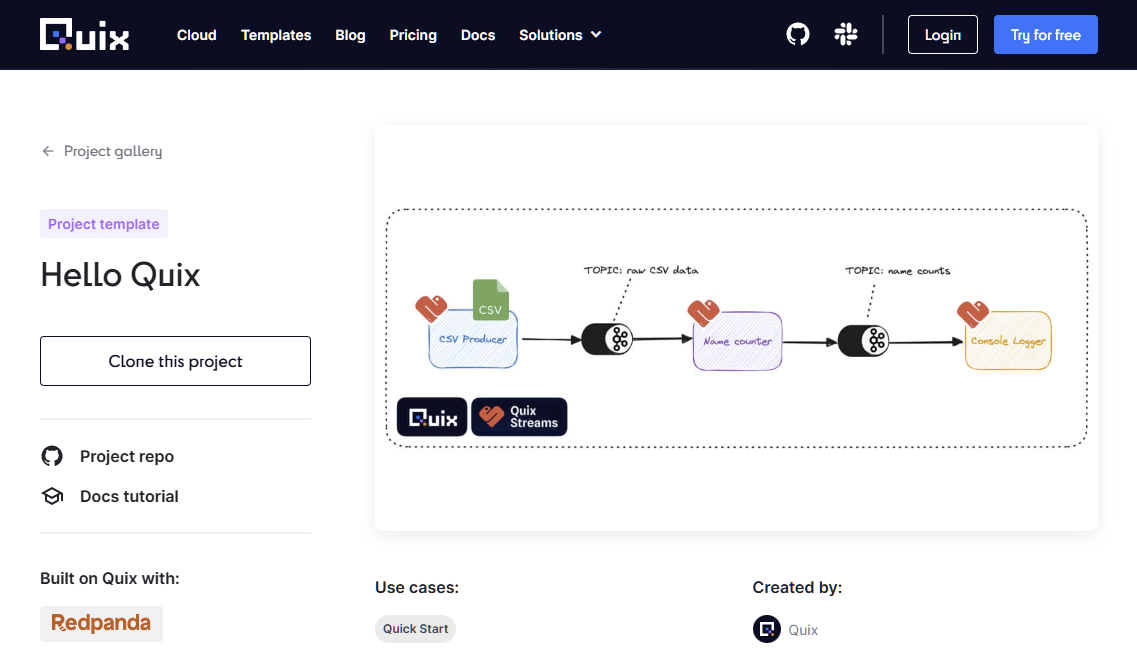 Quix
Cloud
Templates
Blog
Pricing
Docs
Solutions
Login
Try for free
Project gallery
Project template
Hello Quix
Clone this project
Project repo
Docs tutorial
Built on Quix with:
Redpanda
TOPIC: raw CSV data
TOPIC: name counts
CSV
CSV Producer
Name counter
Console Logger
Quix
Quix
Streams
Use cases:
Quick Start
Created by:
Quix